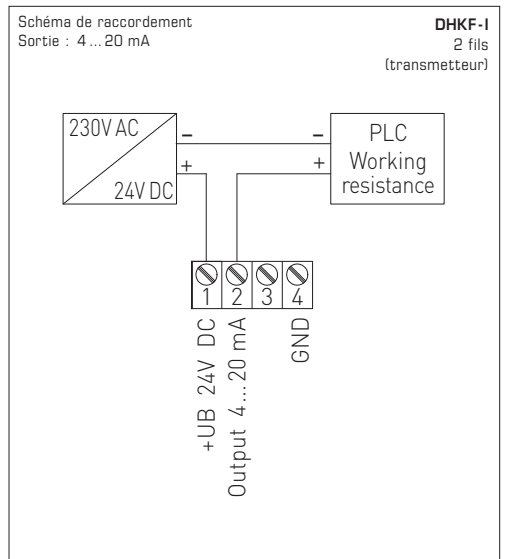 Schéma de raccordement
Sortie : 4 ... 20 mA
DHKF-I
2 fils
(transmetteur)
230V AC
24V DC
–
+
–
+
PLC
Working
resistance
1 2 3 4
+UB 24V DC
Output 4 ... 20 mA
GND